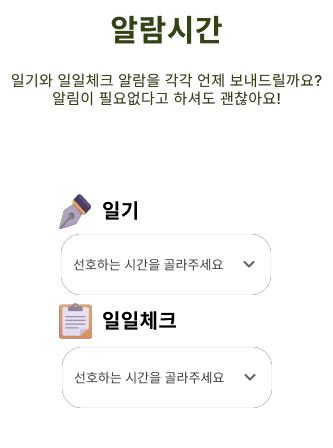 알람시간
일기와 일일체크 알람을 각각 언제 보내드릴까요?
알림이 필요없다고 하셔도 괜찮아요!
일기
선호하는 시간을 골라주세요
일일체크
선호하는 시간을 골라주세요